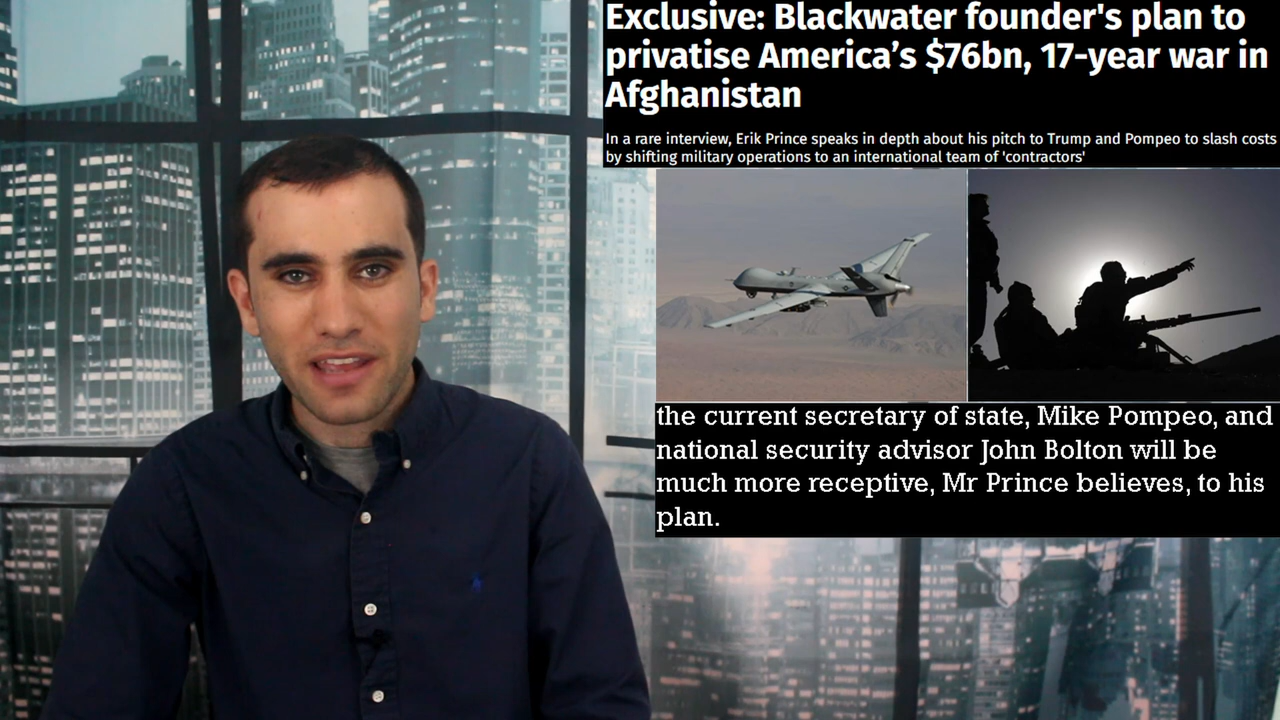 Exclusive: Blackwater founder's plan to
privatise America’s $76bn, 17-year war in
Afghanistan
In a rare interview, Erik Prince speaks in depth about his pitch to Trump and Pompeo to slash costs
by shifting military operations to an international team of 'contractors'
the current secretary of state, Mike Pompeo, and
national security advisor John Bolton will be
much more receptive, Mr Prince believes, to his
plan.